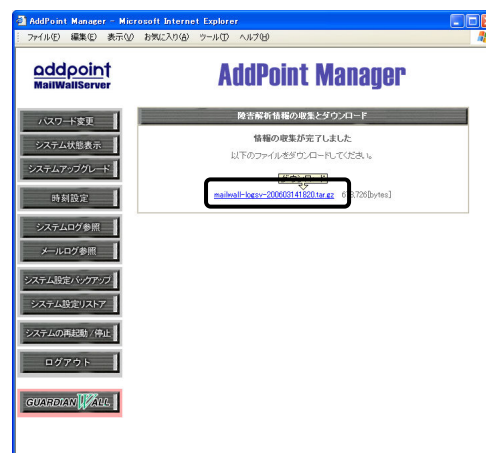 AddPoint Manager - Microsoft Internet Explorer
ファイル(F) 編集(E) 表示(V) お気に入り(A) ツール(T) ヘルプ(H)
addpoint
MailWallServer
AddPoint Manager
パスワード変更
システム状態表示
システムアップグレード
時刻設定
システムログ参照
メールログ参照
システム設定バックアップ
システム設定リストア
システムの再起動/停止
ログアウト
GUARDIAN WALL
障害解析情報の収集とダウンロード
情報の収集が完了しました
以下のファイルをダウンロードしてください。
ダウンロード
mailwall-logsv-200603141820.tar.gz
[bytes]